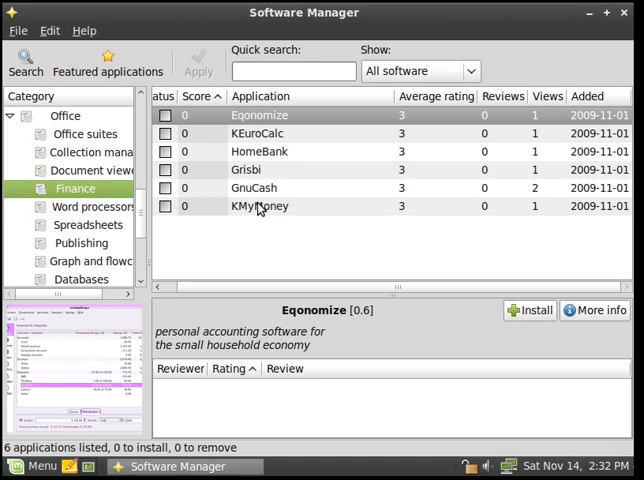 Software Manager
File Edit Help
Search Featured applications Apply Quick search: Show: All software
Category
Office
Office suites
Collection mana
Document viewe
Finance
Word processors
Spreadsheets
Publishing
Graph and flowc
Databases
atus Score Application Average rating Reviews Views Added
0 Eqonomize 3 0 1 2009-11-01
0 KEuroCalc 3 0 1 2009-11-01
0 HomeBank 3 0 1 2009-11-01
0 Grisbi 3 0 1 2009-11-01
0 GnuCash 3 0 2 2009-11-01
0 KMyMoney 3 0 1 2009-11-01
Eqonomize [0.6] Install More info
personal accounting software for
the small household economy
Reviewer Rating Review
6 applications listed, 0 to install, 0 to remove
Menu Software Manager Sat Nov 14, 2:32 PM